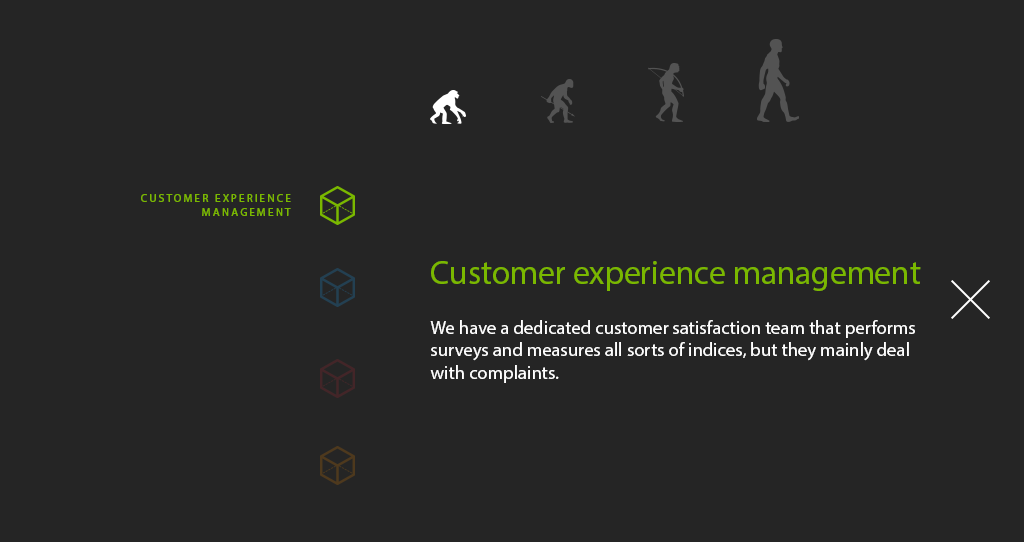 CUSTOMER EXPERIENCE
MANAGEMENT
Customer experience management
We have a dedicated customer satisfaction team that performs
surveys and measures all sorts of indices, but they mainly deal
with complaints.